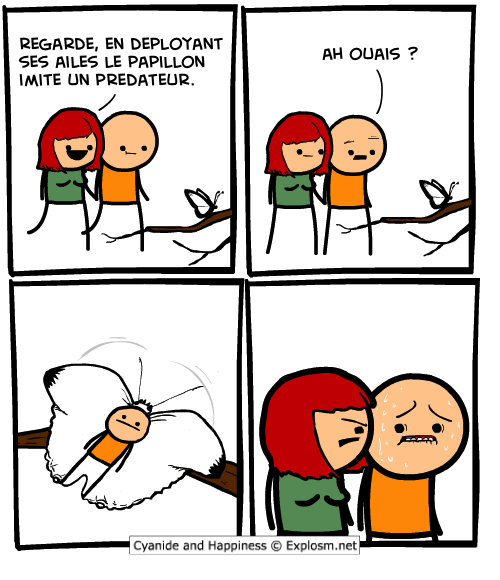 REGARDE, EN DEPLOYANT
SES AILES LE PAPILLON
IMITE UN PREDATEUR.
AH OUAIS ?
Cyanide and Happiness © Explosm.net